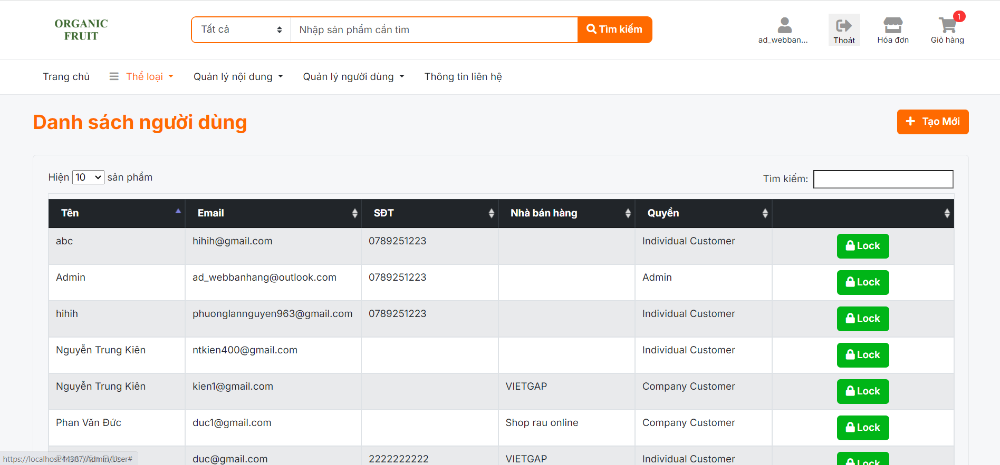 ORGANIC
FRUIT
Tất cả
Nhập sản phẩm cần tìm
Tìm kiếm
ad_webban...
Thoát
Hóa đơn
1
Giỏ hàng
Trang chủ
Thể loại
Quản lý nội dung
Quản lý người dùng
Thông tin liên hệ
Danh sách người dùng
Tạo Mới
Hiện 10 sản phẩm
Tìm kiếm:
Tên Email SĐT Nhà bán hàng Quyền
abc hihih@gmail.com 0789251223 Individual Customer Lock
Admin ad_webbanhang@outlook.com 0789251223 Admin Lock
hihih phuonglannguyen963@gmail.com 0789251223 Individual Customer Lock
Nguyễn Trung Kiên ntkien400@gmail.com Individual Customer Lock
Nguyễn Trung Kiên kien1@gmail.com VIETGAP Company Customer Lock
Phan Văn Đức duc1@gmail.com Shop rau online Company Customer Lock
duc@gmail.com 2222222222 VIETGAP Individual Customer Lock
https://localhost:44387/Admin/User#